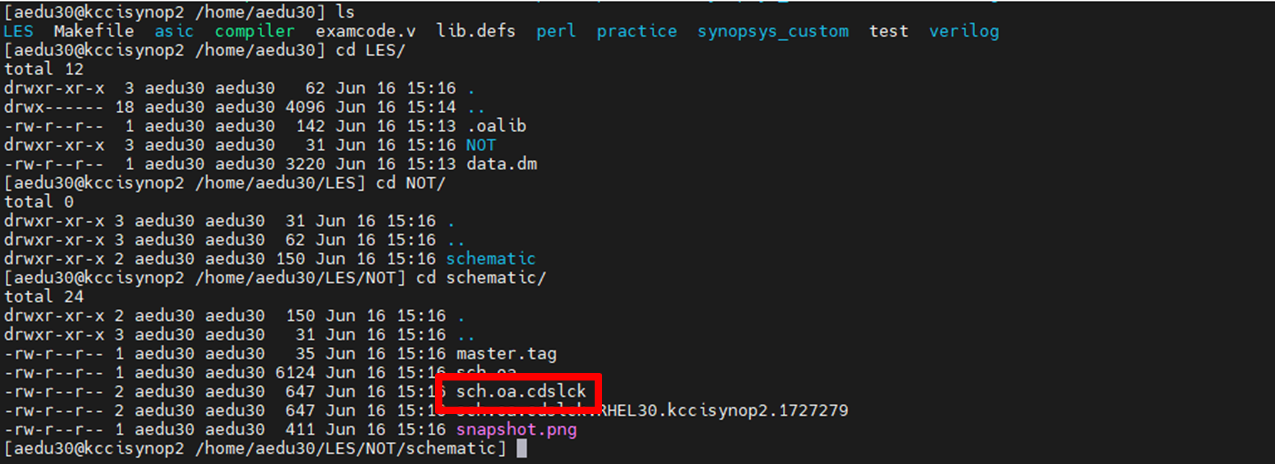 [aedu30@kccisynop2 /home/aedu30] ls
LES  Makefile  asic  compiler  examcode.v  lib.defs  perl  practice  synopsys_custom  test  verilog
[aedu30@kccisynop2 /home/aedu30] cd LES/
total 12
drwxr-xr-x  3 aedu30 aedu30   62 Jun 16 15:16 .
drwx------ 18 aedu30 aedu30 4096 Jun 16 15:14 ..
-rw-r--r--  1 aedu30 aedu30  142 Jun 16 15:13 .oalib
drwxr-xr-x  3 aedu30 aedu30   31 Jun 16 15:16 NOT
-rw-r--r--  1 aedu30 aedu30 3220 Jun 16 15:13 data.dm
[aedu30@kccisynop2 /home/aedu30/LES] cd NOT/
total 0
drwxr-xr-x 3 aedu30 aedu30  31 Jun 16 15:16 .
drwxr-xr-x 3 aedu30 aedu30  62 Jun 16 15:16 ..
drwxr-xr-x 2 aedu30 aedu30 150 Jun 16 15:16 schematic
[aedu30@kccisynop2 /home/aedu30/LES/NOT] cd schematic/
total 24
drwxr-xr-x 2 aedu30 aedu30  150 Jun 16 15:16 .
drwxr-xr-x 3 aedu30 aedu30   31 Jun 16 15:16 ..
-rw-r--r-- 1 aedu30 aedu30   35 Jun 16 15:16 master.tag
-rw-r--r-- 1 aedu30 aedu30 6124 Jun 16 15:16 sch.oa
-rw-r--r-- 2 aedu30 aedu30  647 Jun 16 15:16 sch.oa.cdslck
-rw-r--r-- 2 aedu30 aedu30  647 Jun 16 15:16 sch.oa.cdslck.RHEL30.kccisynop2.1727279
-rw-r--r-- 1 aedu30 aedu30  411 Jun 16 15:16 snapshot.png
[aedu30@kccisynop2 /home/aedu30/LES/NOT/schematic]